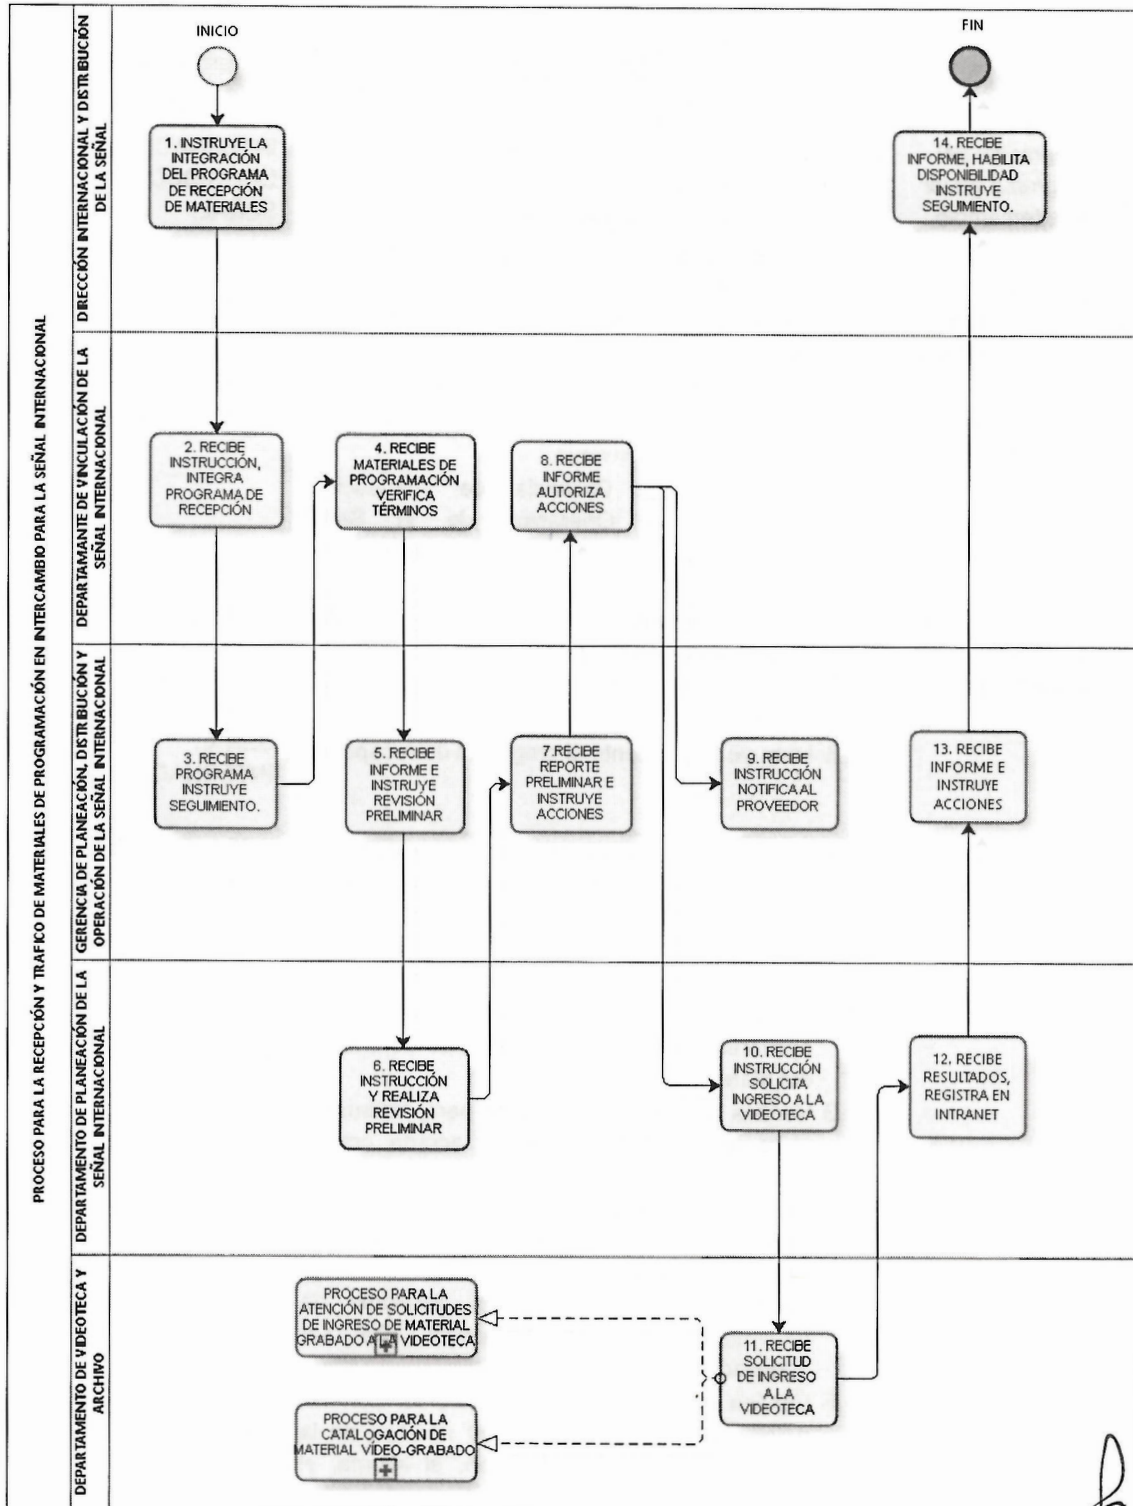 PROCESO PARA LA RECEPCIÓN Y TRAFICO DE MATERIALES DE PROGRAMACIÓN EN INTERCAMBIO PARA LA SEÑAL INTERNACIONAL
DIRECCIÓN INTERNACIONAL Y DISTRIBUCIÓN
DE LA SEÑAL
INICIO
FIN
1. INSTRUYE LA
INTEGRACIÓN
DEL PROGRAMA
DE RECEPCIÓN
DE MATERIALES
14. RECIBE
INFORME, HABILITA
DISPONIBILIDAD
INSTRUYE
SEGUIMIENTO.
DEPARTAMANTE DE VINCULACIÓN DE LA
SEÑAL INTERNACIONAL
2. RECIBE
INSTRUCCIÓN,
INTEGRA
PROGRAMA DE
RECEPCIÓN
4. RECIBE
MATERIALES DE
PROGRAMACIÓN
VERIFICA
TÉRMINOS
8. RECIBE
INFORME
AUTORIZA
ACCIONES
GERENCIA DE PLANEACIÓN, DISTRIBUCIÓN Y
OPERACIÓN DE LA SEÑAL INTERNACIONAL
3. RECIBE
PROGRAMA
INSTRUYE
SEGUIMIENTO.
5. RECIBE
INFORME E
INSTRUYE
REVISIÓN
PRELIMINAR
7.RECIBE
REPORTE
PRELIMINAR E
INSTRUYE
ACCIONES
9. RECIBE
INSTRUCCIÓN
NOTIFICA AL
PROVEEDOR
13. RECIBE
INFORME E
INSTRUYE
ACCIONES
DEPARTAMENTO DE PLANEACIÓN DE LA
SEÑAL INTERNACIONAL
6. RECIBE
INSTRUCCIÓN
Y REALIZA
REVISIÓN
PRELIMINAR
10. RECIBE
INSTRUCCIÓN
SOLICITA
INGRESO A LA
VIDEOTECA
12. RECIBE
RESULTADOS,
REGISTRA EN
INTRANET
DEPARTAMENTO DE VIDEOTECA Y
ARCHIVO
PROCESO PARA LA
ATENCIÓN DE SOLICITUDES
DE INGRESO DE MATERIAL
GRABADO A LA VIDEOTECA
PROCESO PARA LA
CATALOGACIÓN DE
MATERIAL VÍDEO-GRABADO
11. RECIBE
SOLICITUD
DE INGRESO
A LA
VIDEOTECA